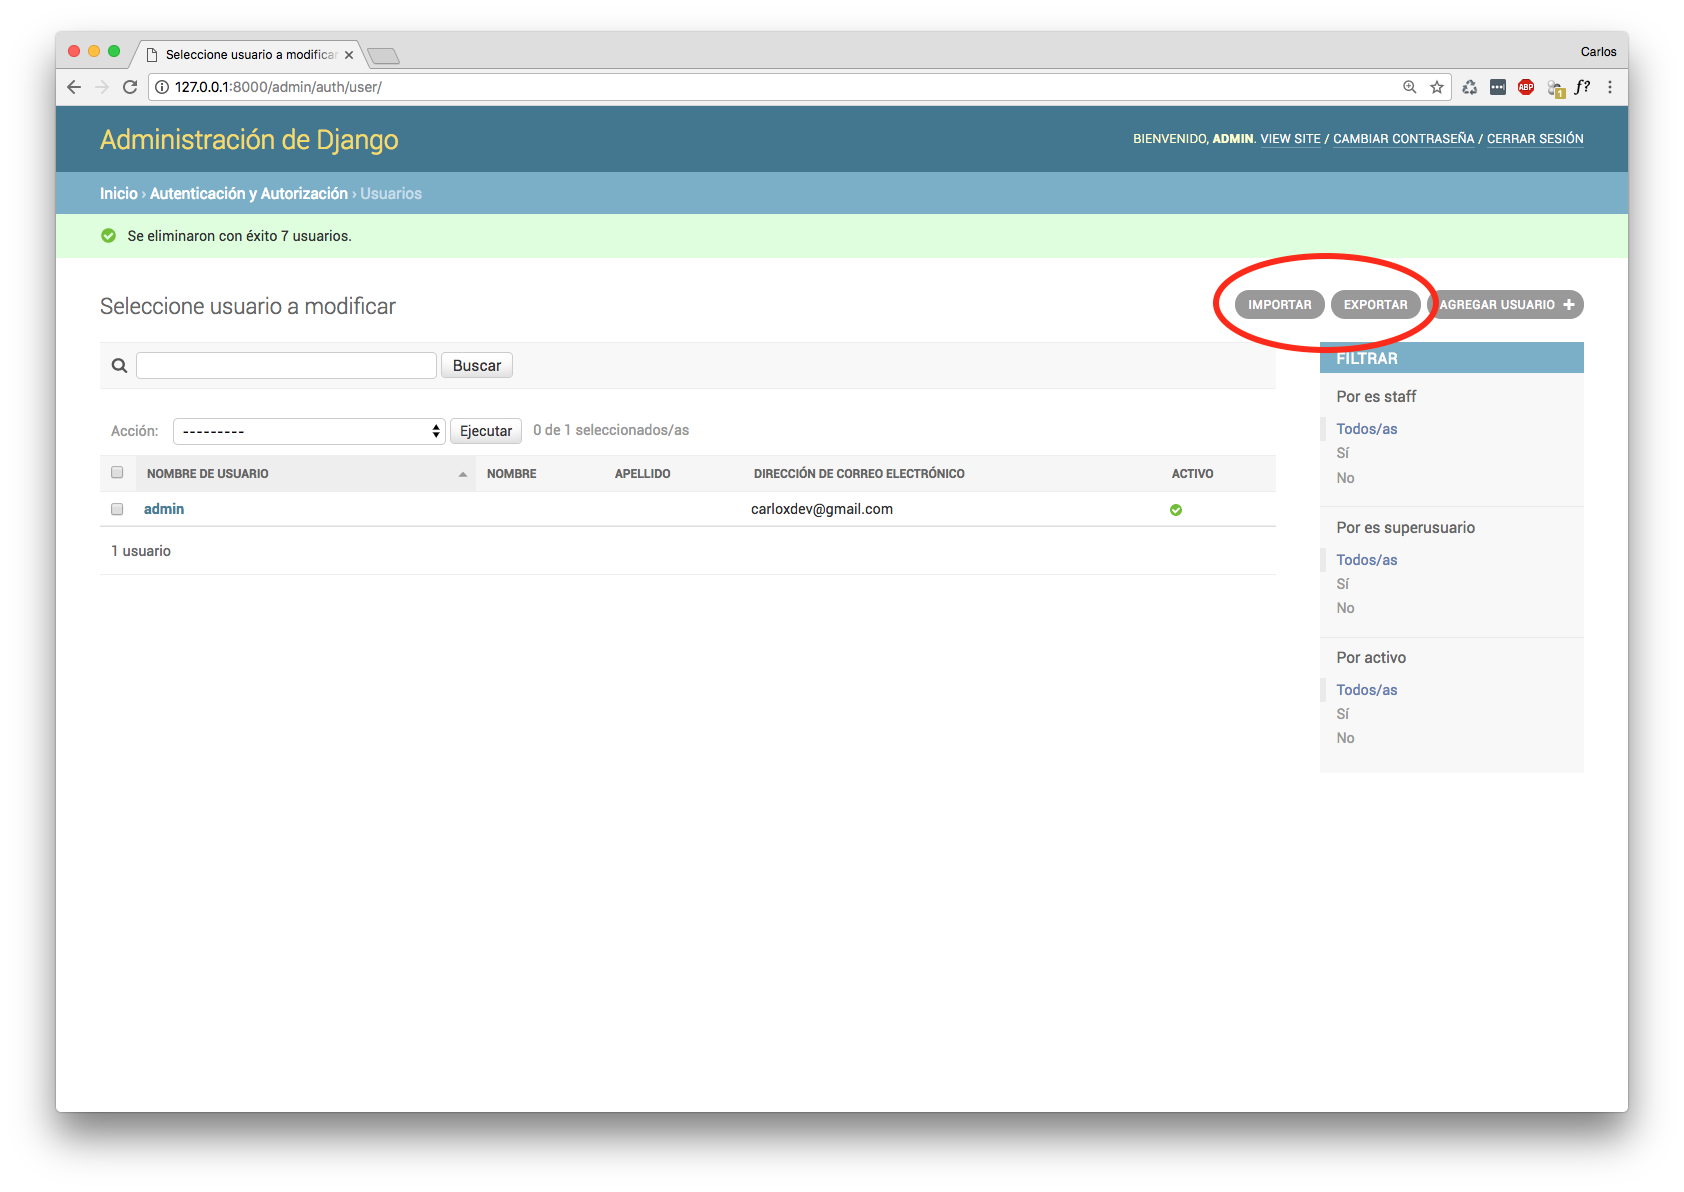 Seleccione usuario a modifica
Carlos
127.0.0.1:8000/admin/auth/user/
ABP
1
f?
Administración de Django
BIENVENIDO, ADMIN. VIEW SITE / CAMBIAR CONTRASEÑA / CERRAR SESIÓN
Inicio › Autenticación y Autorización › Usuarios
Se eliminaron con éxito 7 usuarios.
Seleccione usuario a modificar
IMPORTAR
EXPORTAR
AGREGAR USUARIO +
Buscar
FILTRAR
Por es staff
Todos/as
Sí
No
Por es superusuario
Todos/as
Sí
No
Por activo
Todos/as
Sí
No
Acción: --------- Ejecutar 0 de 1 seleccionados/as
NOMBRE DE USUARIO NOMBRE APELLIDO DIRECCIÓN DE CORREO ELECTRÓNICO ACTIVO
admin carloxdev@gmail.com
1 usuario